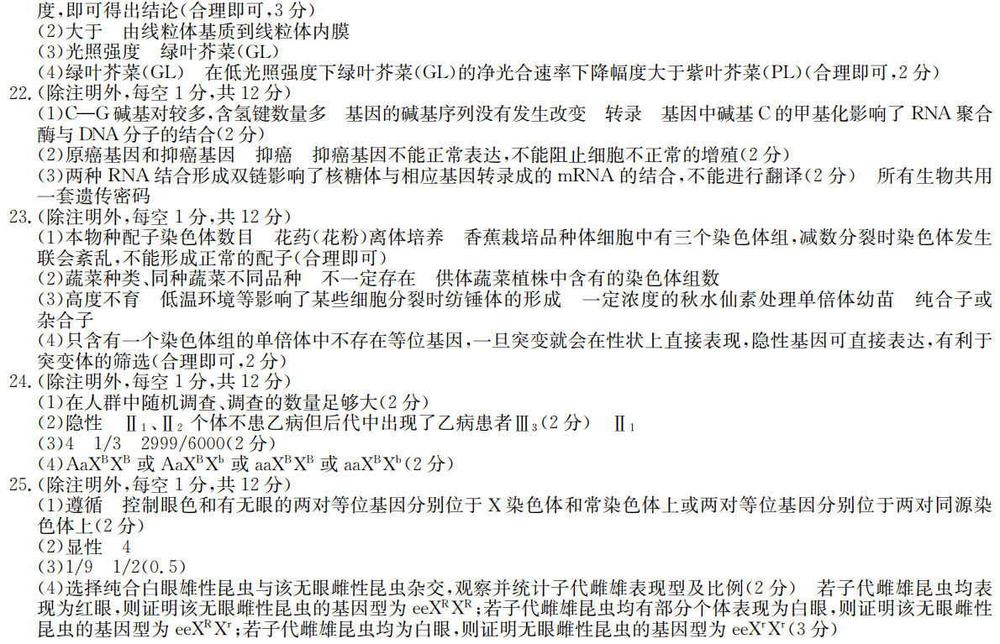 度,即可得出结论(合理即可,3 分)
(2)大于　由线粒体基质到线粒体内膜
(3)光照强度　绿叶芥菜(GL)
(4)绿叶芥菜(GL)　在低光照强度下绿叶芥菜(GL)的净光合速率下降幅度大于紫叶芥菜(PL)(合理即可,2 分)
22.(除注明外,每空 1 分,共 12 分)
(1)C—G 碱基对较多,含氢键数量多　基因的碱基序列没有发生改变　转录　基因中碱基 C 的甲基化影响了 RNA 聚合
酶与 DNA 分子的结合(2 分)
(2)原癌基因和抑癌基因　抑癌　抑癌基因不能正常表达,不能阻止细胞不正常的增殖(2 分)
(3)两种 RNA 结合形成双链影响了核糖体与相应基因转录成的 mRNA 的结合,不能进行翻译(2 分)　所有生物共用
一套遗传密码
23.(除注明外,每空 1 分,共 12 分)
(1)本物种配子染色体数目　花药(花粉)离体培养　香蕉栽培品种体细胞中有三个染色体组,减数分裂时染色体发生
联会紊乱,不能形成正常的配子(合理即可)
(2)蔬菜种类、同种蔬菜不同品种　不一定存在　供体蔬菜植株中含有的染色体组数
(3)高度不育　低温环境等影响了某些细胞分裂时纺锤体的形成　一定浓度的秋水仙素处理单倍体幼苗　纯合子或
杂合子
(4)只含有一个染色体组的单倍体中不存在等位基因,一旦突变就会在性状上直接表现,隐性基因可直接表达,有利于
突变体的筛选(合理即可,2 分)
24.(除注明外,每空 1 分,共 12 分)
(1)在人群中随机调查、调查的数量足够大(2 分)
(2)隐性　Ⅱ₁、Ⅱ₂ 个体不患乙病但后代中出现了乙病患者Ⅲ₃(2 分)　Ⅱ₁
(3)4　1/3　2999/6000(2 分)
(4)AaXᴮXᴮ 或 AaXᴮXᵇ 或 aaXᴮXᴮ 或 aaXᴮXᵇ(2 分)
25.(除注明外,每空 1 分,共 12 分)
(1)遵循　控制眼色和有无眼的两对等位基因分别位于 X 染色体和常染色体上或两对等位基因分别位于两对同源染
色体上(2 分)
(2)显性　4
(3)1/9　1/2(0.5)
(4)选择纯合白眼雄性昆虫与该无眼雌性昆虫杂交,观察并统计子代雌雄表现型及比例(2 分)　若子代雌雄昆虫均表
现为红眼,则证明该无眼雌性昆虫的基因型为 eeXᴿXᴿ;若子代雌雄昆虫均有部分个体表现为白眼,则证明该无眼雌性
昆虫的基因型为 eeXᴿXʳ;若子代雌雄昆虫均为白眼,则证明无眼雌性昆虫的基因型为 eeXʳXʳ(3 分)